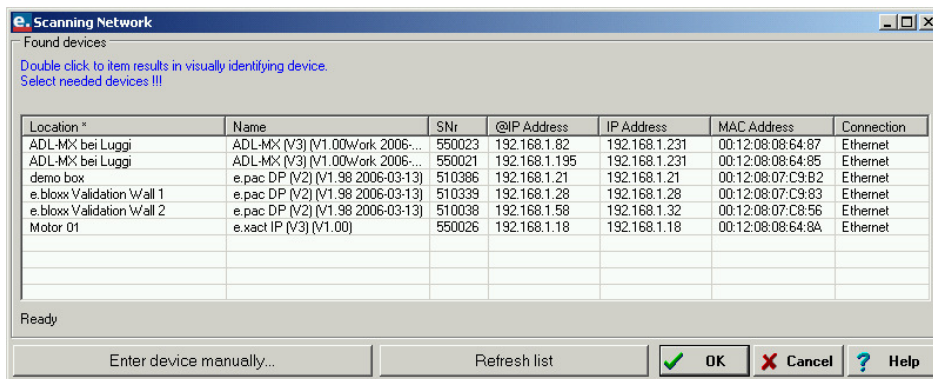 e. Scanning Network
Found devices
Double click to item results in visually identifying device.
Select needed devices !!!
Location * Name SNr @IP Address IP Address MAC Address Connection
ADL-MX bei Luggi ADL-MX (V3) (V1.00Work 2006-... 550023 192.168.1.82 192.168.1.231 00:12:08:08:64:87 Ethernet
ADL-MX bei Luggi ADL-MX (V3) (V1.00Work 2006-... 550021 192.168.1.195 192.168.1.231 00:12:08:08:64:85 Ethernet
demo box e.pac DP (V2) (V1.98 2006-03-13) 510386 192.168.1.21 192.168.1.21 00:12:08:07:C9:B2 Ethernet
e.bloxx Validation Wall 1 e.pac DP (V2) (V1.98 2006-03-13) 510339 192.168.1.28 192.168.1.28 00:12:08:07:C9:83 Ethernet
e.bloxx Validation Wall 2 e.pac DP (V2) (V1.98 2006-03-13) 510038 192.168.1.58 192.168.1.32 00:12:08:07:C8:56 Ethernet
Motor 01 e.xact IP (V3) (V1.00) 550026 192.168.1.18 192.168.1.18 00:12:08:08:64:8A Ethernet
Ready
Enter device manually... Refresh list OK Cancel ? Help